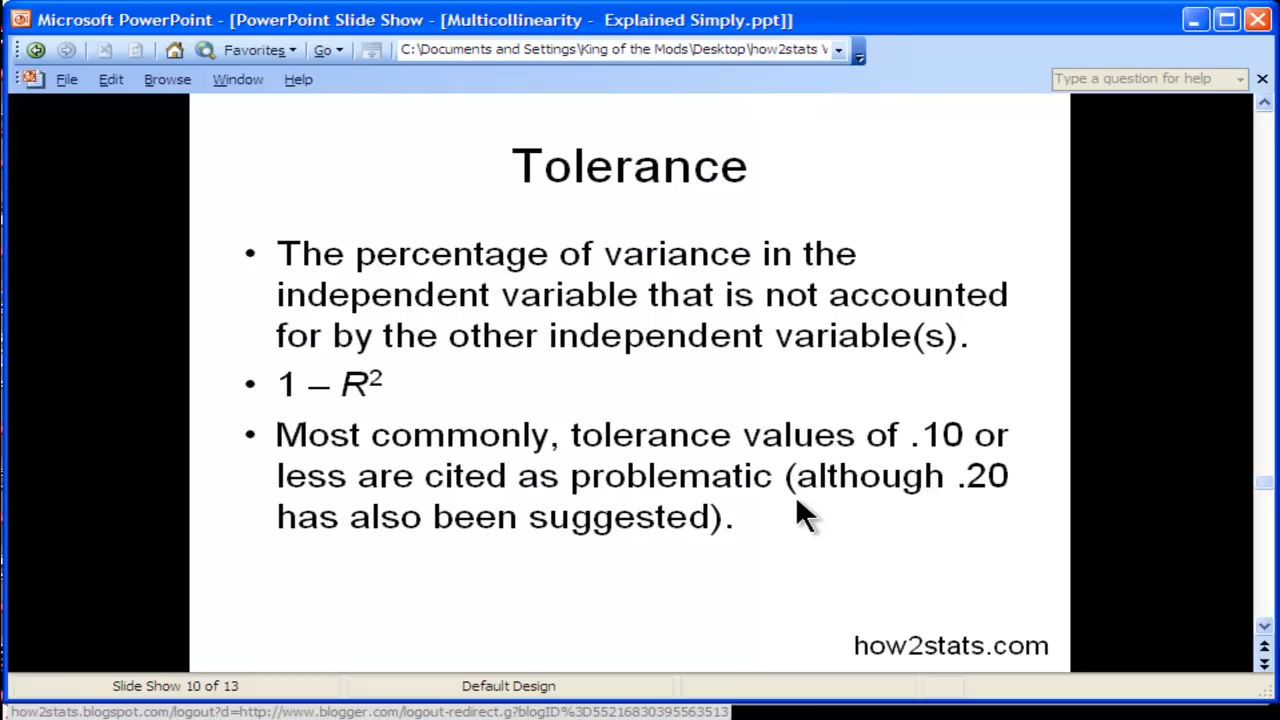 Microsoft PowerPoint - [PowerPoint Slide Show - [Multicollinearity - Explained Simply.ppt]]
Favorites Go C:\Documents and Settings\King of the Mods\Desktop\how2stats
File Edit Browse Window Help Type a question for help
Tolerance
• The percentage of variance in the
independent variable that is not accounted
for by the other independent variable(s).
• 1 – R²
• Most commonly, tolerance values of .10 or
less are cited as problematic (although .20
has also been suggested).
how2stats.com
Slide Show 10 of 13 Default Design
how2stats.blogspot.com/logout?d=http://www.blogger.com/logout-redirect.g?blogID%3D55216830395563513